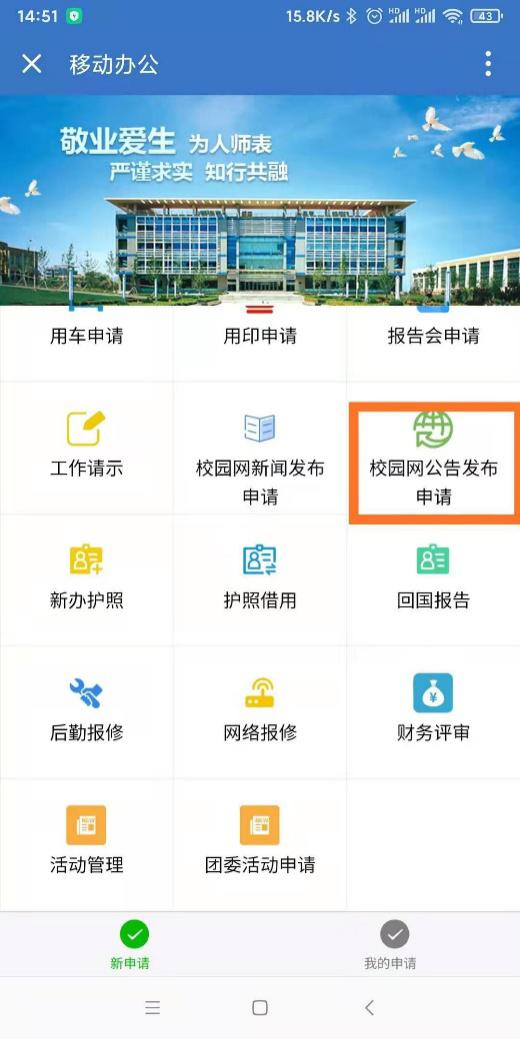 14:51 15.8K/s HD HD 43
移动办公
敬业爱生 为人师表
严谨求实 知行共融
用车申请 用印申请 报告会申请
工作请示 校园网新闻发布 校园网公告发布
申请 申请
新办护照 护照借用 回国报告
后勤报修 网络报修 财务评审
NEW NEW
活动管理 团委活动申请
新申请 我的申请